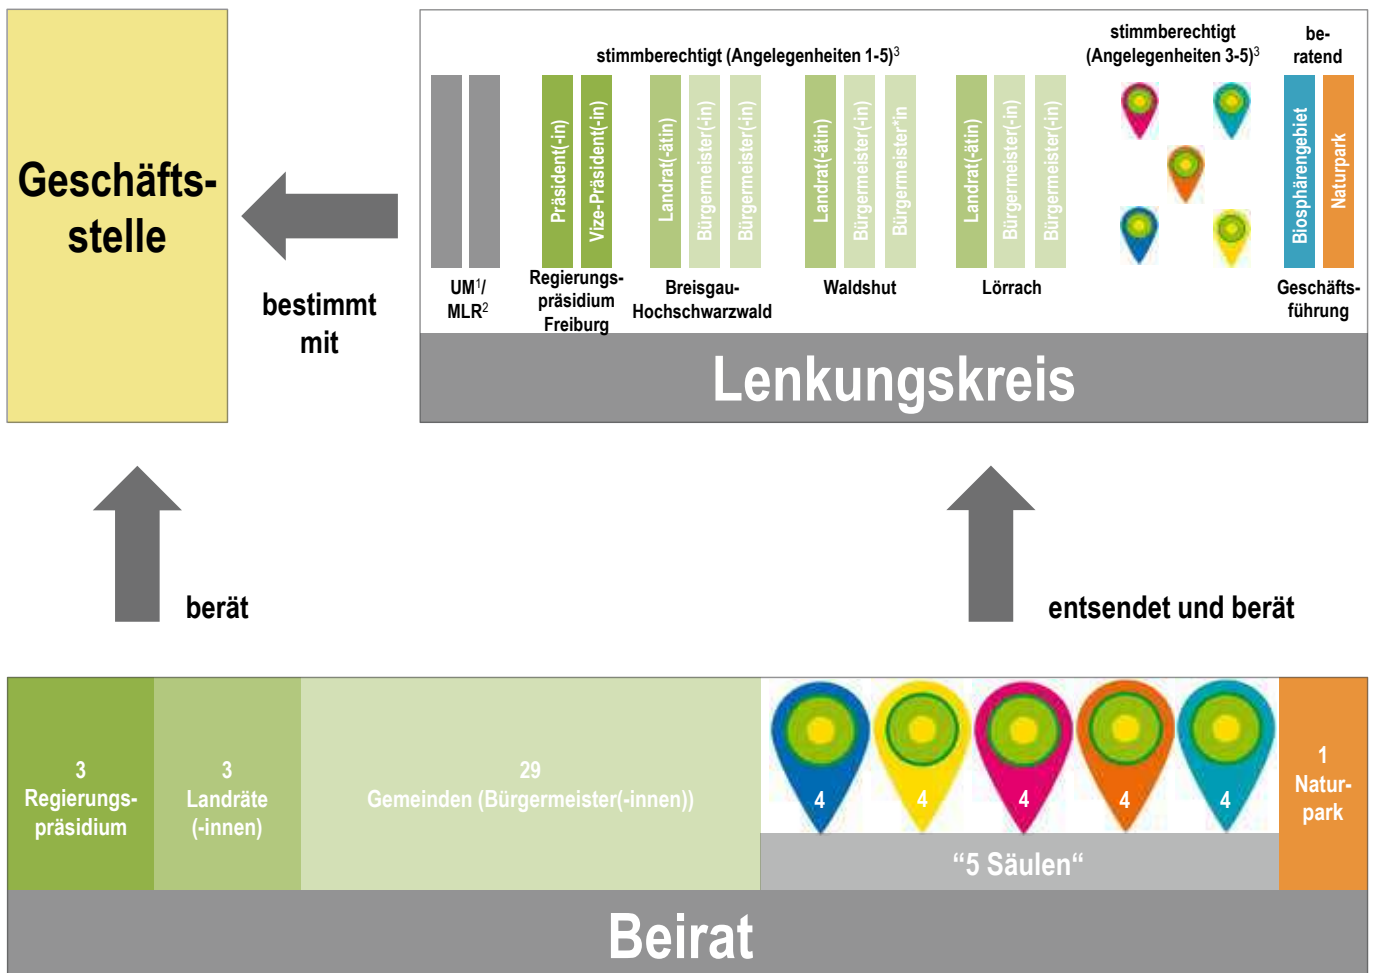 Geschäfts-
stelle
bestimmt
mit
stimmberechtigt (Angelegenheiten 1-5)³
stimmberechtigt
(Angelegenheiten 3-5)³
be-
ratend
Präsident(-in)
Vize-Präsident(-in)
Landrat(-ätin)
Bürgermeister(-in)
Bürgermeister(-in)
Landrat(-ätin)
Bürgermeister(-in)
Bürgermeister*in
Landrat(-ätin)
Bürgermeister(-in)
Bürgermeister(-in)
Biosphärengebiet
Naturpark
UM¹/
MLR²
Regierungs-
präsidium
Freiburg
Breisgau-
Hochschwarzwald
Waldshut
Lörrach
Geschäfts-
führung
Lenkungskreis
berät
entsendet und berät
3
Regierungs-
präsidium
3
Landräte
(-innen)
29
Gemeinden (Bürgermeister(-innen))
4
4
4
4
4
“5 Säulen“
1
Natur-
park
Beirat